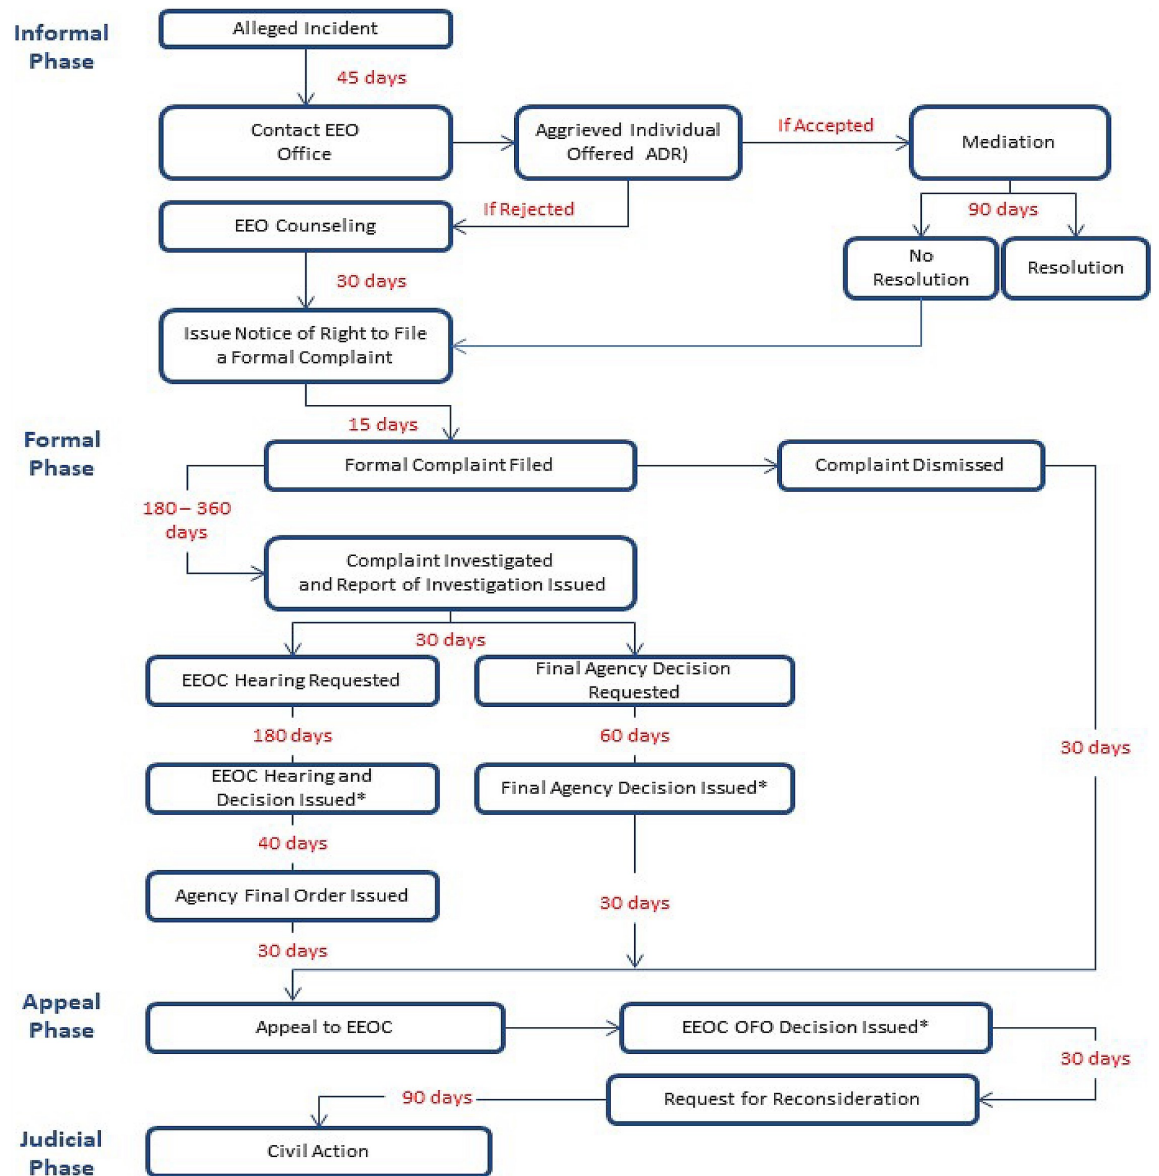 Informal
Phase
Alleged Incident
45 days
Contact EEO
Office
Aggrieved Individual
Offered ADR)
If Accepted
Mediation
If Rejected
EEO Counseling
90 days
No
Resolution
Resolution
30 days
Issue Notice of Right to File
a Formal Complaint
15 days
Formal
Phase
Formal Complaint Filed
Complaint Dismissed
180 – 360
days
Complaint Investigated
and Report of Investigation Issued
30 days
EEOC Hearing Requested
Final Agency Decision
Requested
180 days
60 days
30 days
EEOC Hearing and
Decision Issued*
Final Agency Decision Issued*
40 days
Agency Final Order Issued
30 days
30 days
Appeal
Phase
Appeal to EEOC
EEOC OFO Decision Issued*
30 days
Request for Reconsideration
90 days
Judicial
Phase
Civil Action